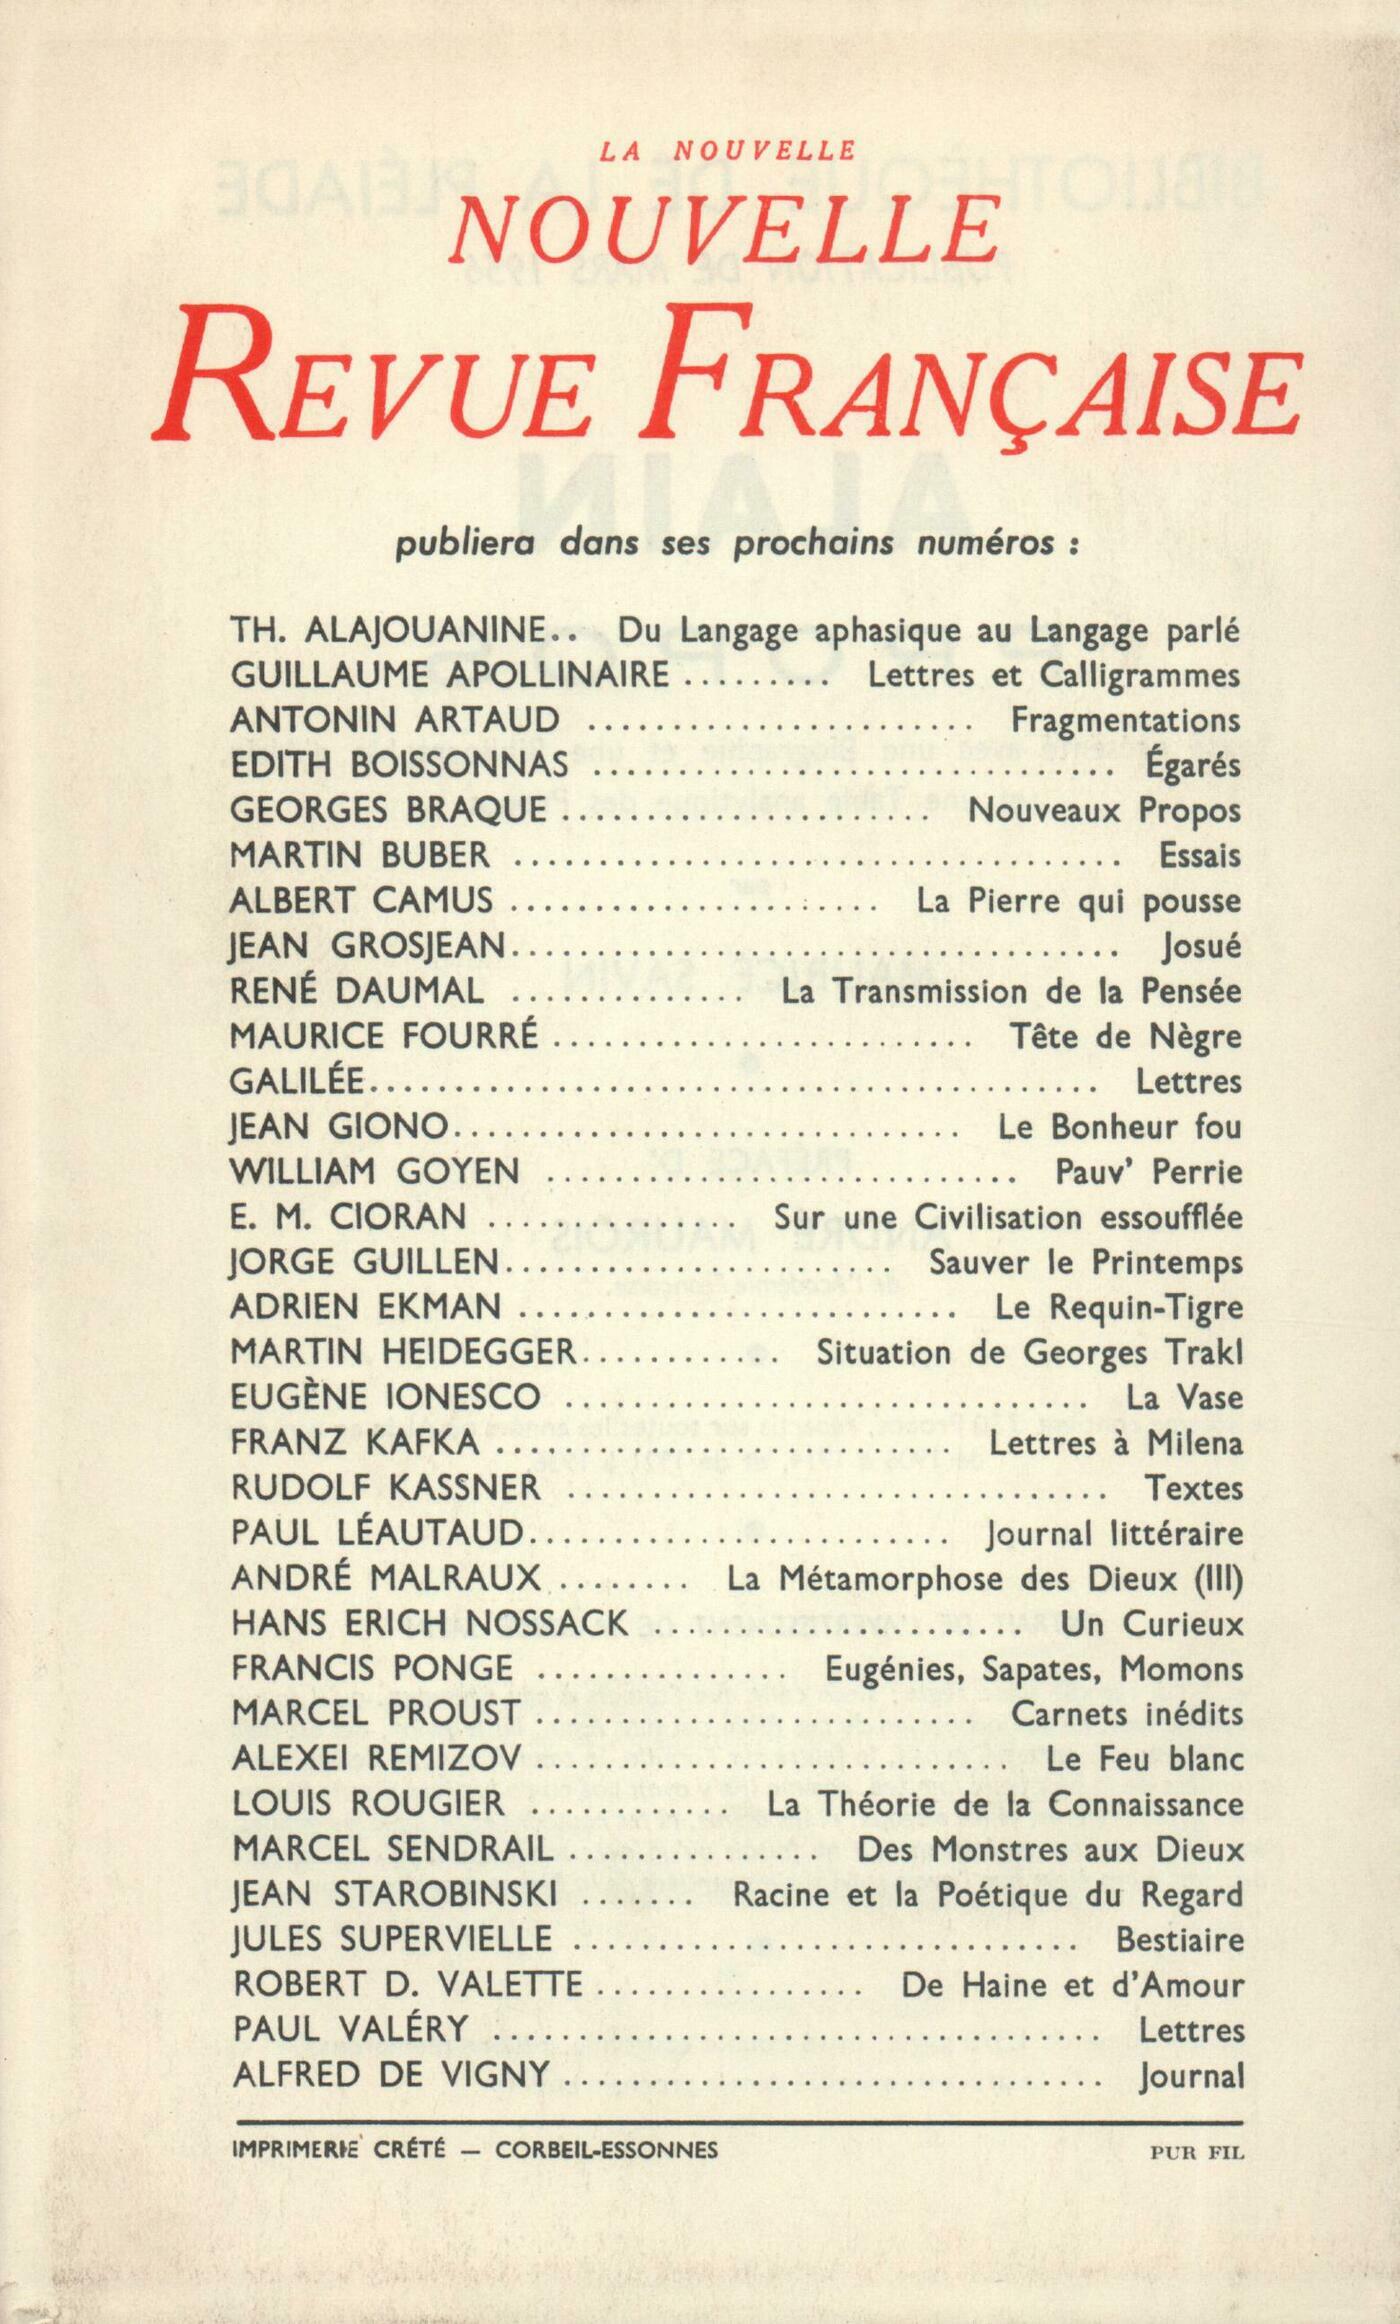 LA NOUVELLE
NOUVELLE
REVUE FRANÇAISE
publiera dans ses prochains numéros :
TH. ALAJOUANINE.. Du Langage aphasique au Langage parlé
GUILLAUME APOLLINAIRE ......... Lettres et Calligrammes
ANTONIN ARTAUD ....................... Fragmentations
EDITH BOISSONNAS ............................... Égarés
GEORGES BRAQUE ...................... Nouveaux Propos
MARTIN BUBER .................................... Essais
ALBERT CAMUS ...................... La Pierre qui pousse
JEAN GROSJEAN.................................... Josué
RENÉ DAUMAL .............. La Transmission de la Pensée
MAURICE FOURRÉ ......................... Tête de Nègre
GALILÉE........................................... Lettres
JEAN GIONO.............................. Le Bonheur fou
WILLIAM GOYEN ............................ Pauv' Perrie
E. M. CIORAN ............... Sur une Civilisation essoufflée
JORGE GUILLEN....................... Sauver le Printemps
ADRIEN EKMAN .......................... Le Requin-Tigre
MARTIN HEIDEGGER............ Situation de Georges Trakl
EUGÈNE IONESCO ............................... La Vase
FRANZ KAFKA ........................... Lettres à Milena
RUDOLF KASSNER ................................ Textes
PAUL LÉAUTAUD......................... Journal littéraire
ANDRÉ MALRAUX ........ La Métamorphose des Dieux (III)
HANS ERICH NOSSACK ...................... Un Curieux
FRANCIS PONGE ............... Eugénies, Sapates, Momons
MARCEL PROUST .......................... Carnets inédits
ALEXEI REMIZOV ............................ Le Feu blanc
LOUIS ROUGIER ............ La Théorie de la Connaissance
MARCEL SENDRAIL ............... Des Monstres aux Dieux
JEAN STAROBINSKI ....... Racine et la Poétique du Regard
JULES SUPERVIELLE .............................. Bestiaire
ROBERT D. VALETTE ................ De Haine et d'Amour
PAUL VALÉRY .................................... Lettres
ALFRED DE VIGNY ................................ Journal
IMPRIMERIE CRÉTÉ — CORBEIL-ESSONNES PUR FIL